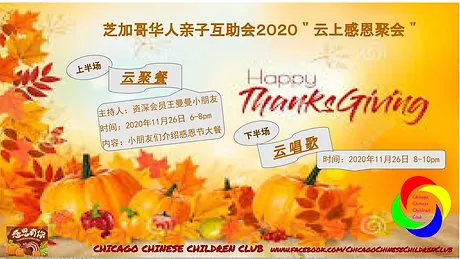 芝加哥华人亲子互助会2020＂云上感恩聚会＂
上半场
云聚餐
主持人：资深会员王曼曼小朋友
时间：2020年11月26日 6-8pm
内容：小朋友们介绍感恩节大餐
Happy
ThanksGiving
下半场
云唱歌
时间：2020年11月26日 8-10pm
Chicago
Chinese
Children
Club
感恩有你
CHICAGO CHINESE CHILDREN CLUB
www.facebook.com/ChicagoChineseChildrenClub